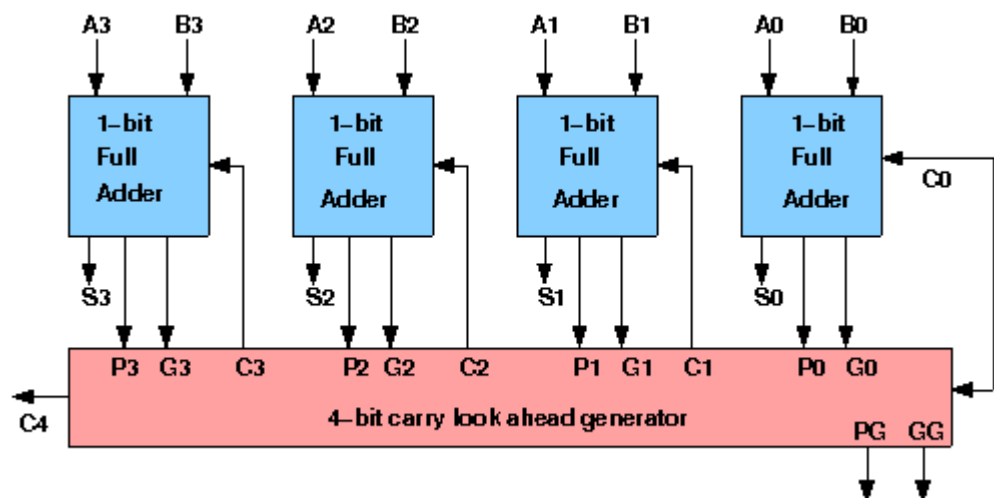 A3 B3 A2 B2 A1 B1 A0 B0
1-bit Full Adder
1-bit Full Adder
1-bit Full Adder
1-bit Full Adder
C0
S3 S2 S1 S0
P3 G3 C3 P2 G2 C2 P1 G1 C1 P0 G0
C4
4-bit carry look ahead generator
PG GG